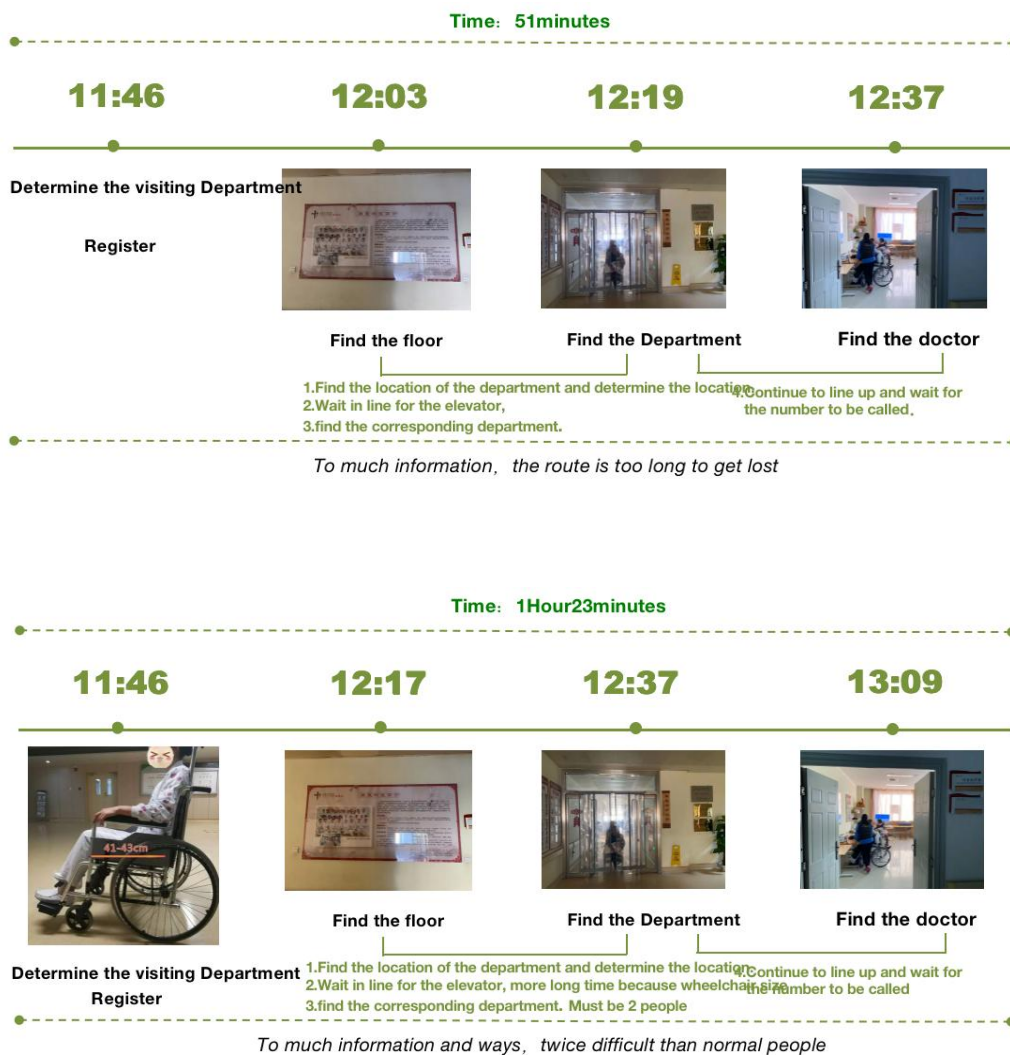 Time: 51minutes
11:46
12:03
12:19
12:37
Determine the visiting Department
Register
Find the floor
Find the Department
Find the doctor
1.Find the location of the department and determine the location
2.Wait in line for the elevator,
3.find the corresponding department.
4.Continue to line up and wait for
the number to be called.
To much information, the route is too long to get lost
Time: 1Hour23minutes
11:46
12:17
12:37
13:09
41-43cm
Determine the visiting Department
Register
Find the floor
Find the Department
Find the doctor
1.Find the location of the department and determine the location
2.Wait in line for the elevator, more long time because wheelchair size
3.find the corresponding department. Must be 2 people
4.Continue to line up and wait for
the number to be called
To much information and ways, twice difficult than normal people